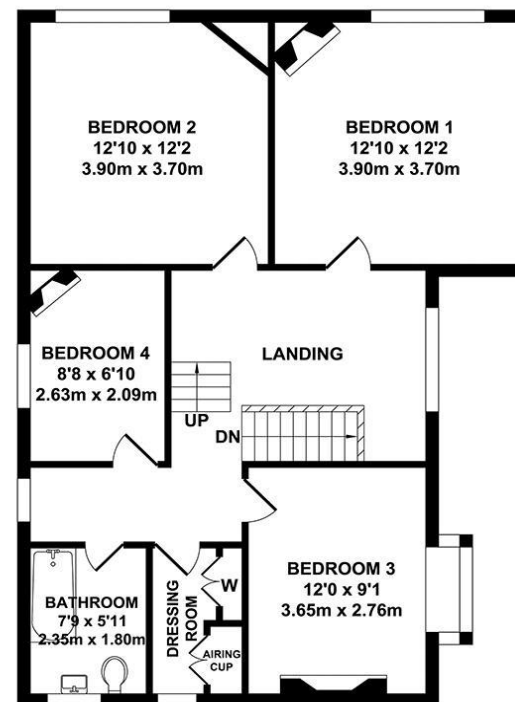 BEDROOM 2
12'10 x 12'2
3.90m x 3.70m
BEDROOM 1
12'10 x 12'2
3.90m x 3.70m
BEDROOM 4
8'8 x 6'10
2.63m x 2.09m
LANDING
UP
DN
BATHROOM
7'9 x 5'11
2.35m x 1.80m
DRESSING
ROOM
W
AIRING
CUP
BEDROOM 3
12'0 x 9'1
3.65m x 2.76m